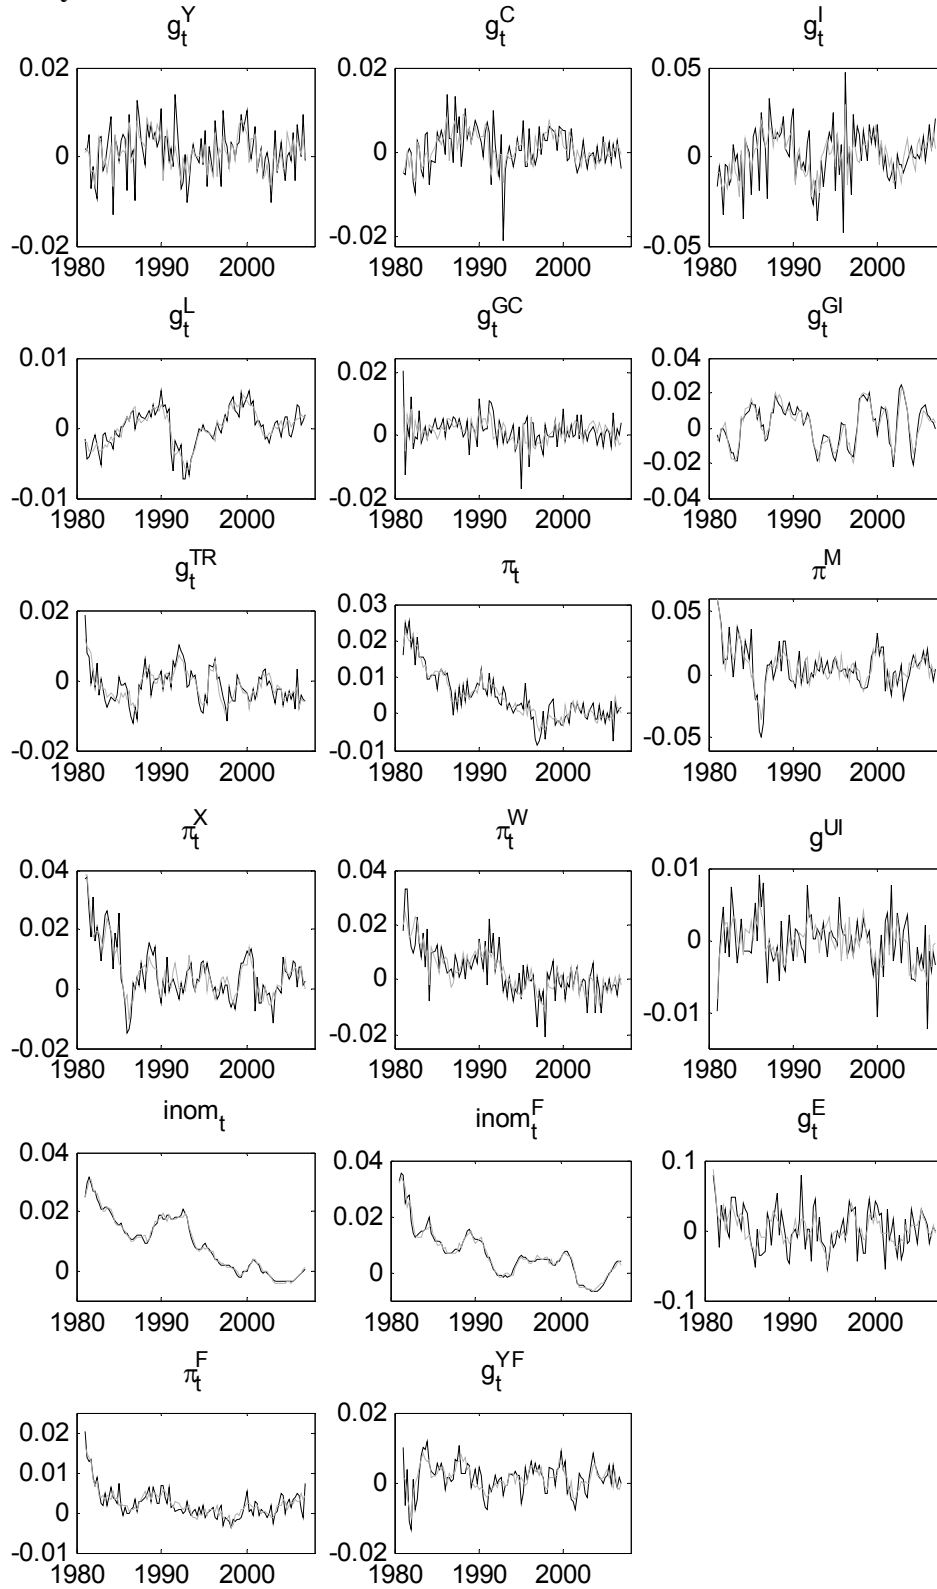 g_t^Y g_t^C g_t^I
0.02 0.02 0.05
0 0 0
-0.02 -0.02 -0.05
1980 1990 2000 1980 1990 2000 1980 1990 2000
g_t^L g_t^GC g_t^GI
0.01 0.02 0.04
0.02
0 0 0
-0.02
-0.01 -0.02 -0.04
1980 1990 2000 1980 1990 2000 1980 1990 2000
g_t^TR π_t π^M
0.02 0.03 0.05
0.02
0 0.01 0
0
-0.02 -0.01 -0.05
1980 1990 2000 1980 1990 2000 1980 1990 2000
π_t^X π_t^W g^UI
0.04 0.04 0.01
0.02 0.02 0
0 0
-0.02 -0.02 -0.01
1980 1990 2000 1980 1990 2000 1980 1990 2000
inom_t inom_t^F g_t^E
0.04 0.04 0.1
0.02 0.02 0
0 0 -0.1
1980 1990 2000 1980 1990 2000 1980 1990 2000
π_t^F g_t^YF
0.02 0.02
0.01
0 0
-0.01 -0.02
1980 1990 2000 1980 1990 2000